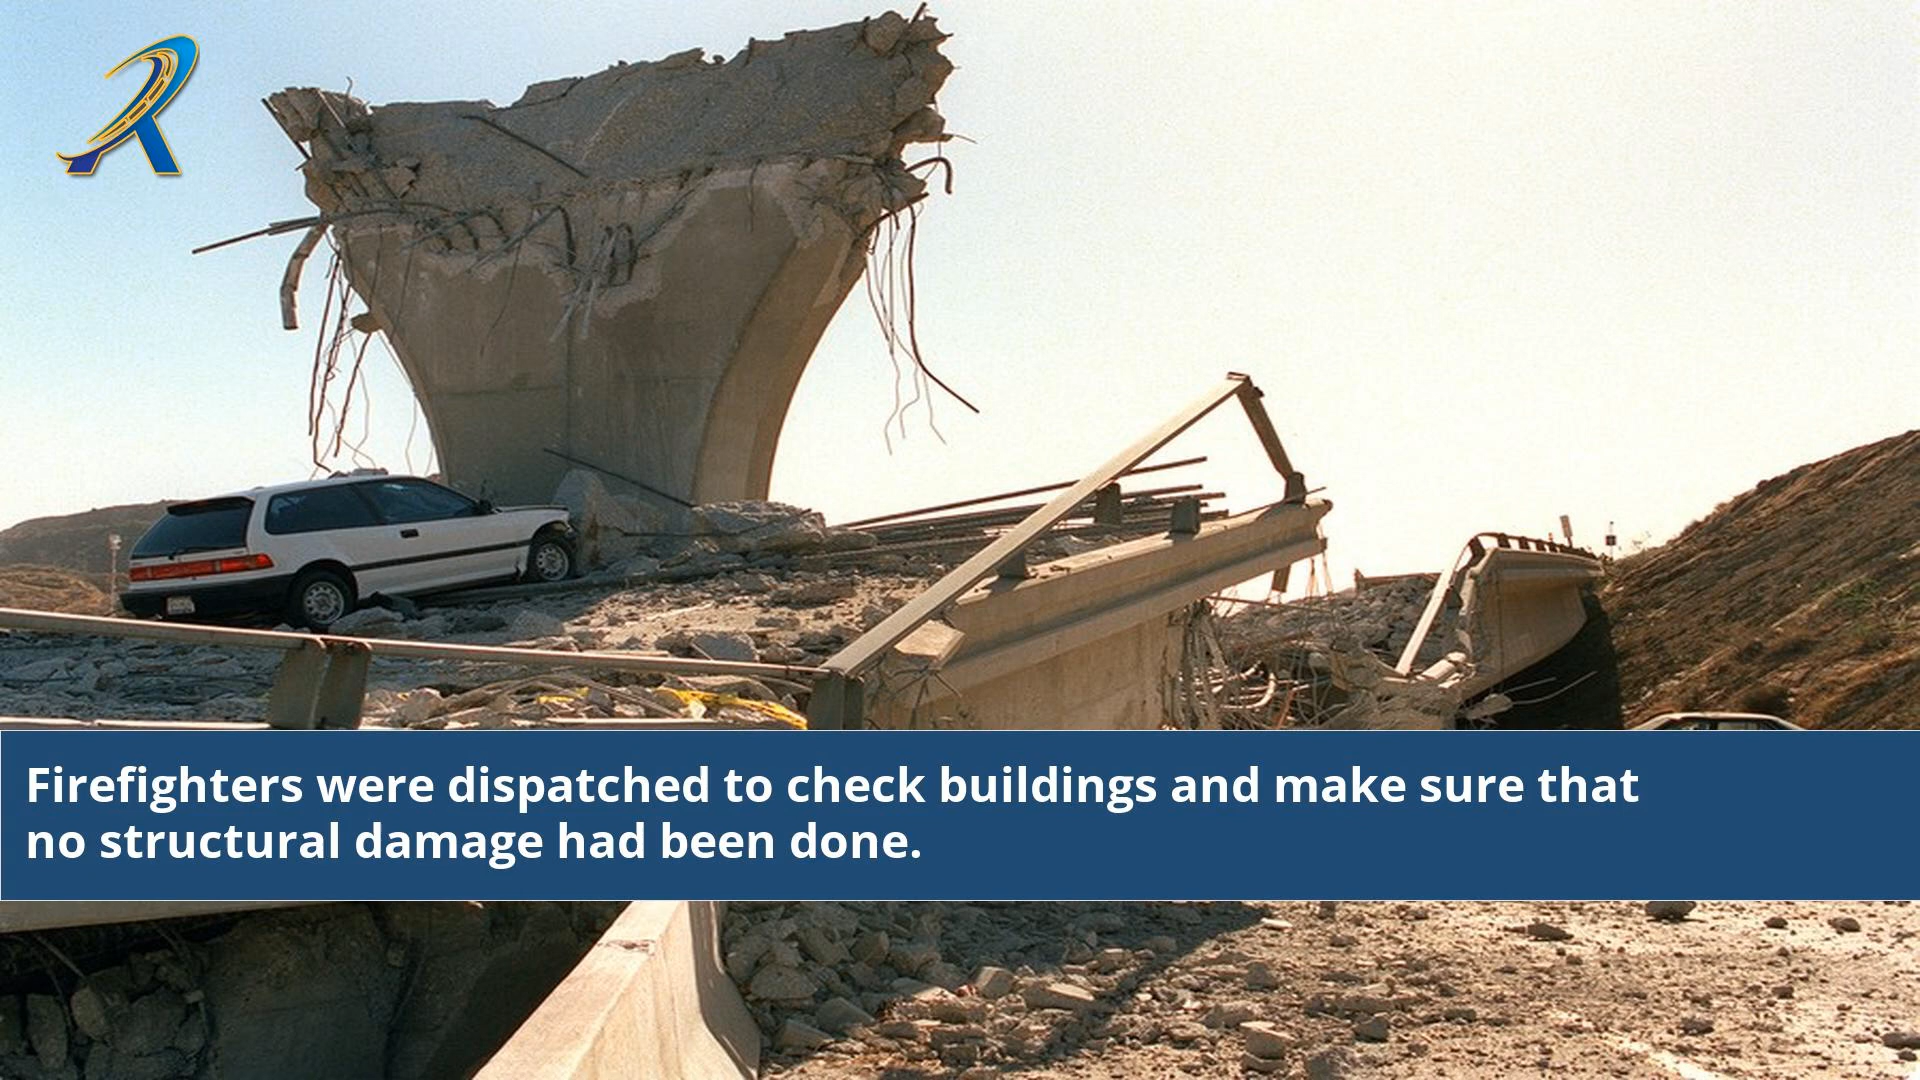 Firefighters were dispatched to check buildings and make sure that
no structural damage had been done.